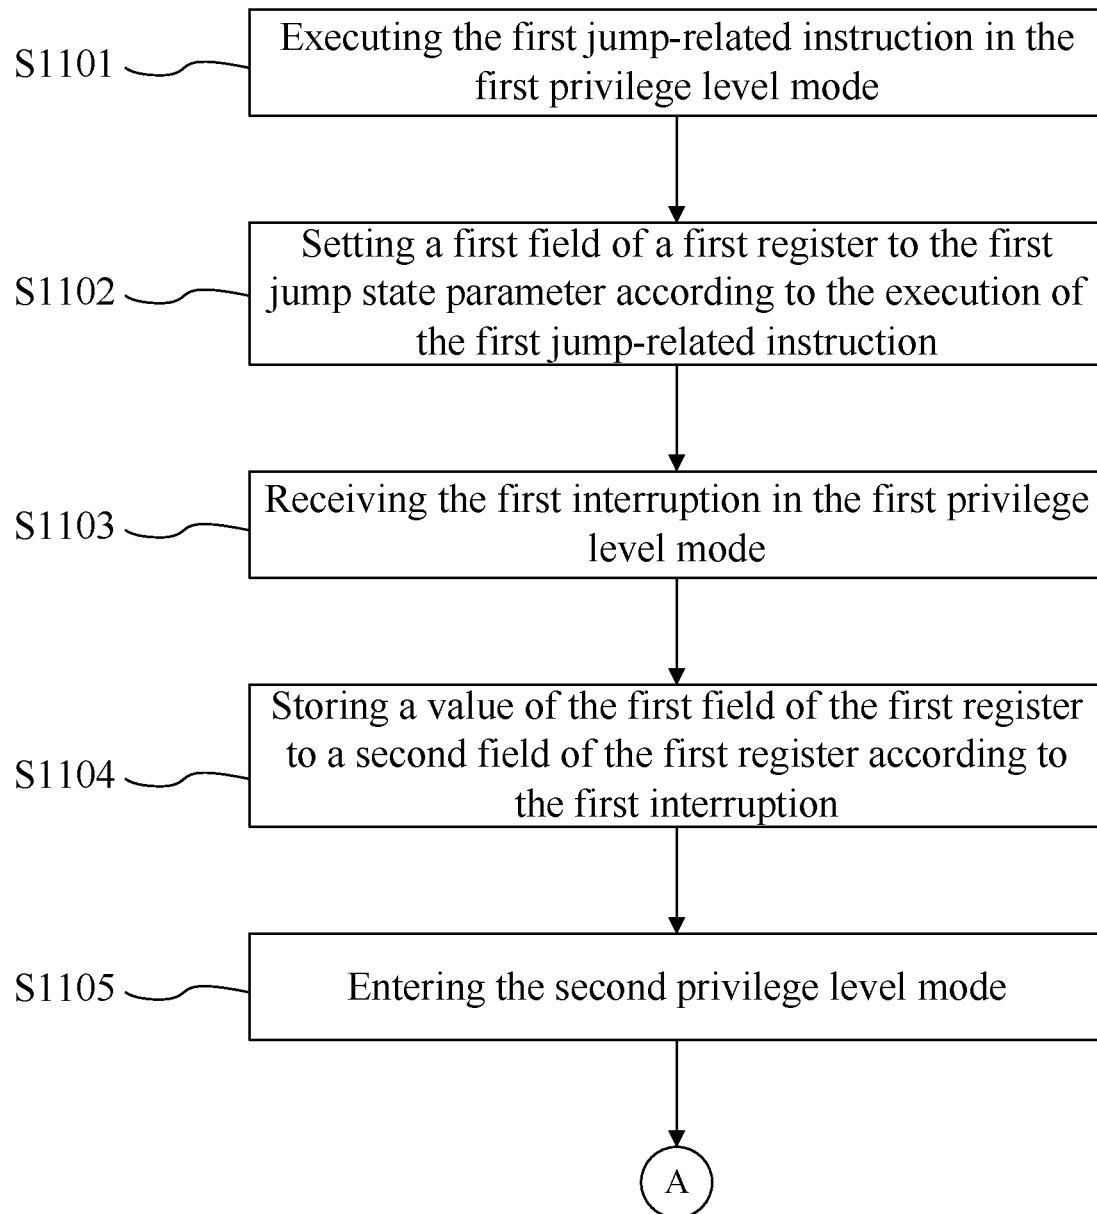 S1101
Executing the first jump-related instruction in the
first privilege level mode
S1102
Setting a first field of a first register to the first
jump state parameter according to the execution of
the first jump-related instruction
S1103
Receiving the first interruption in the first privilege
level mode
S1104
Storing a value of the first field of the first register
to a second field of the first register according to
the first interruption
S1105
Entering the second privilege level mode
A